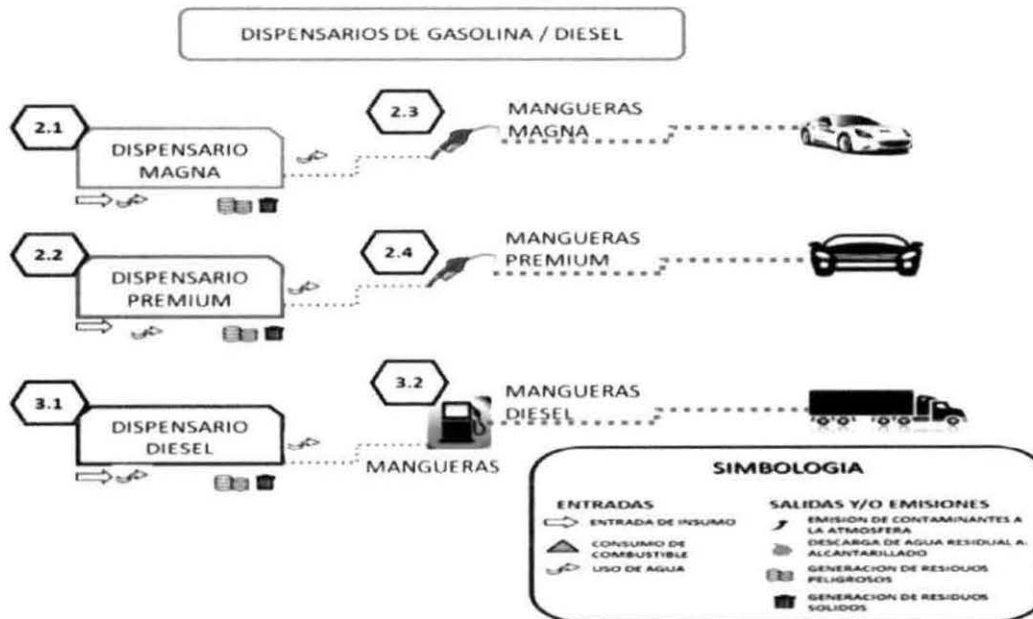 DISPENSARIOS DE GASOLINA / DIESEL
2.1
DISPENSARIO
MAGNA
2.3
MANGUERAS
MAGNA
2.2
DISPENSARIO
PREMIUM
2.4
MANGUERAS
PREMIUM
3.1
DISPENSARIO
DIESEL
3.2
MANGUERAS
DIESEL
MANGUERAS
SIMBOLOGIA
ENTRADAS
ENTRADA DE INSUMO
CONSUMO DE
COMBUSTIBLE
USO DE AGUA
SALIDAS Y/O EMISIONES
EMISION DE CONTAMINANTES A
LA ATMOSFERA
DESCARGA DE AGUA RESIDUAL A
ALCANTARILLADO
GENERACION DE RESIDUOS
PELIGROSOS
GENERACION DE RESIDUOS
SOLIDOS